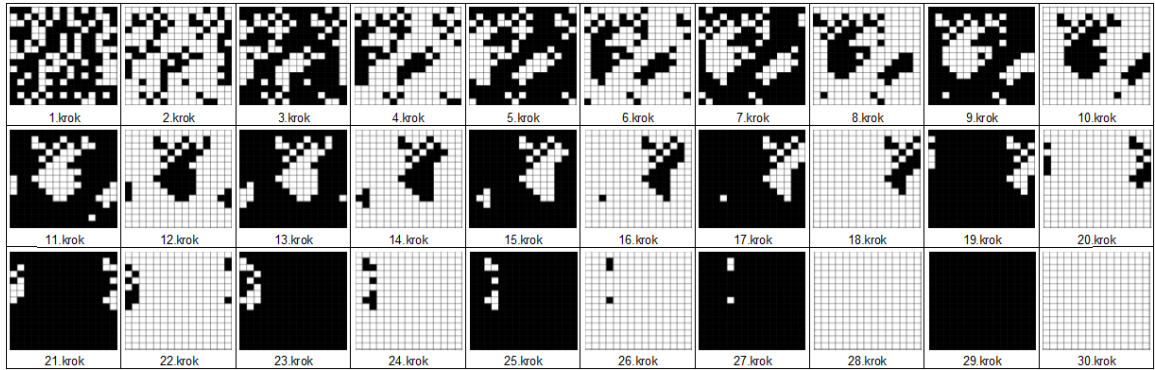 1.krok 2.krok 3.krok 4.krok 5.krok 6.krok 7.krok 8.krok 9.krok 10.krok
11.krok 12.krok 13.krok 14.krok 15.krok 16.krok 17.krok 18.krok 19.krok 20.krok
21.krok 22.krok 23.krok 24.krok 25.krok 26.krok 27.krok 28.krok 29.krok 30.krok